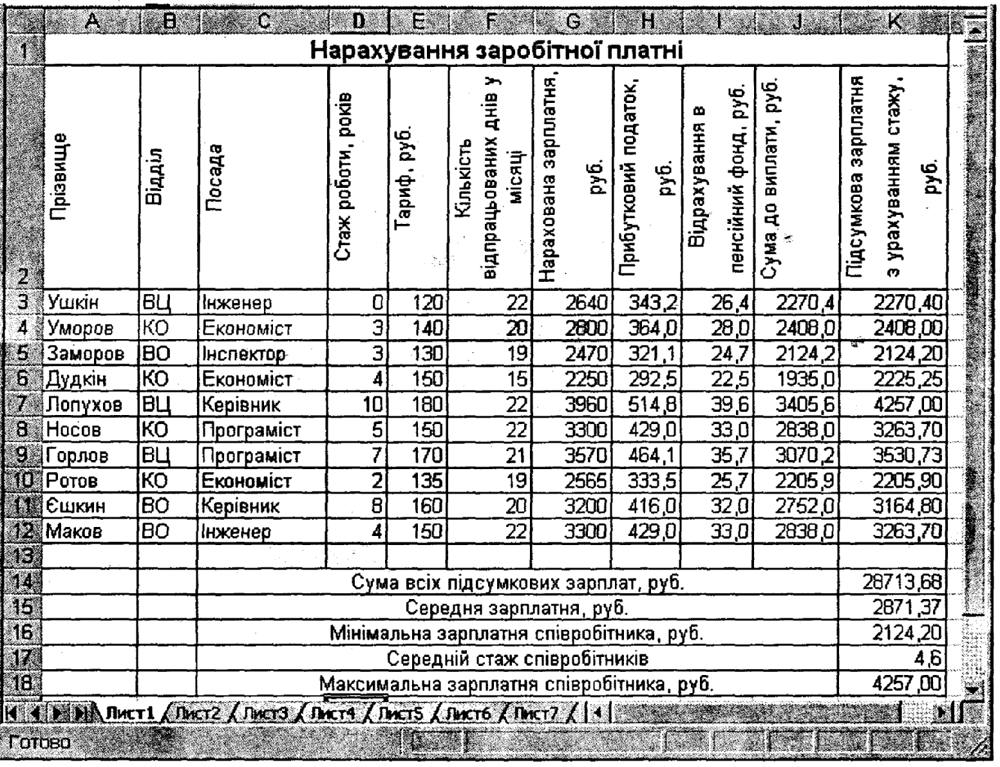 A B C D E F G H I J K
1 Нарахування заробітної платні
2 Прізвище Відділ Посада Стаж роботи, років Тариф, руб. Кількість відпрацьованих днів у місяці Нарахована зарплатня, руб. Прибутковий податок, руб. Відрахування в пенсійний фонд, руб. Сума до виплати, руб. Підсумкова зарплатня з урахуванням стажу, руб.
3 Ушкін ВЦ Інженер 0 120 22 2640 343,2 26,4 2270,4 2270,40
4 Уморов КО Економіст 3 140 20 2800 364,0 28,0 2408,0 2408,00
5 Заморов ВО Інспектор 3 130 19 2470 321,1 24,7 2124,2 2124,20
6 Дудкін КО Економіст 4 150 15 2250 292,5 22,5 1935,0 2225,25
7 Лопухов ВЦ Керівник 10 180 22 3960 514,8 39,6 3405,6 4257,00
8 Носов КО Програміст 5 150 22 3300 429,0 33,0 2838,0 3263,70
9 Горлов ВЦ Програміст 7 170 21 3570 464,1 35,7 3070,2 3530,73
10 Ротов КО Економіст 2 135 19 2565 333,5 25,7 2205,9 2205,90
11 Єшкин ВО Керівник 8 160 20 3200 416,0 32,0 2752,0 3164,80
12 Маков ВО Інженер 4 150 22 3300 429,0 33,0 2838,0 3263,70
13
14 Сума всіх підсумкових зарплат, руб. 28713,68
15 Середня зарплатня, руб. 2871,37
16 Мінімальна зарплатня співробітника, руб. 2124,20
17 Середній стаж співробітників 4,6
18 Максимальна зарплатня співробітника, руб. 4257,00
Лист1 Лист2 Лист3 Лист4 Лист5 Лист6 Лист7
Готово